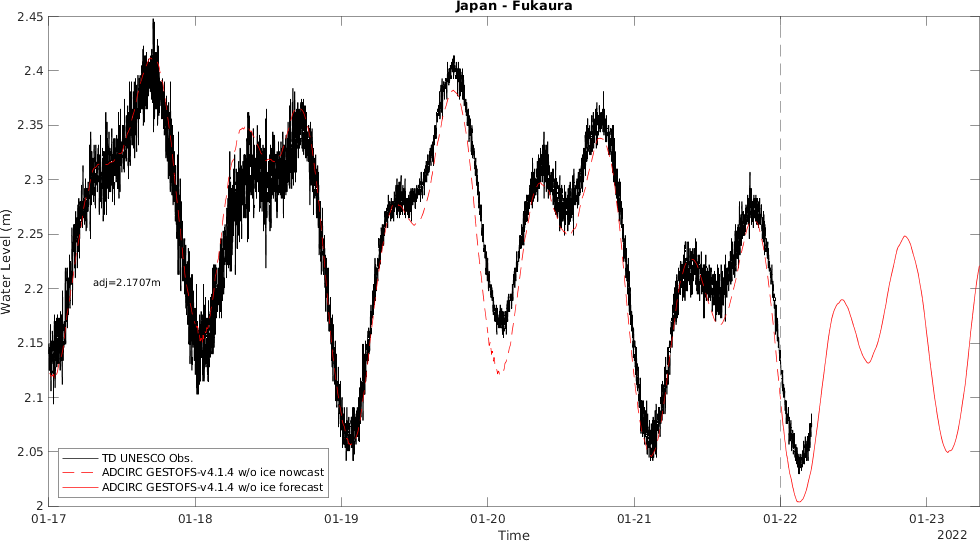 Japan - Fukaura
2.45
2.4
2.35
2.3
2.25
2.2
2.15
2.1
2.05
2
Water Level (m)
adj=2.1707m
TD UNESCO Obs.
ADCIRC GESTOFS-v4.1.4 w/o ice nowcast
ADCIRC GESTOFS-v4.1.4 w/o ice forecast
01-17 01-18 01-19 01-20 01-21 01-22 01-23
Time
2022